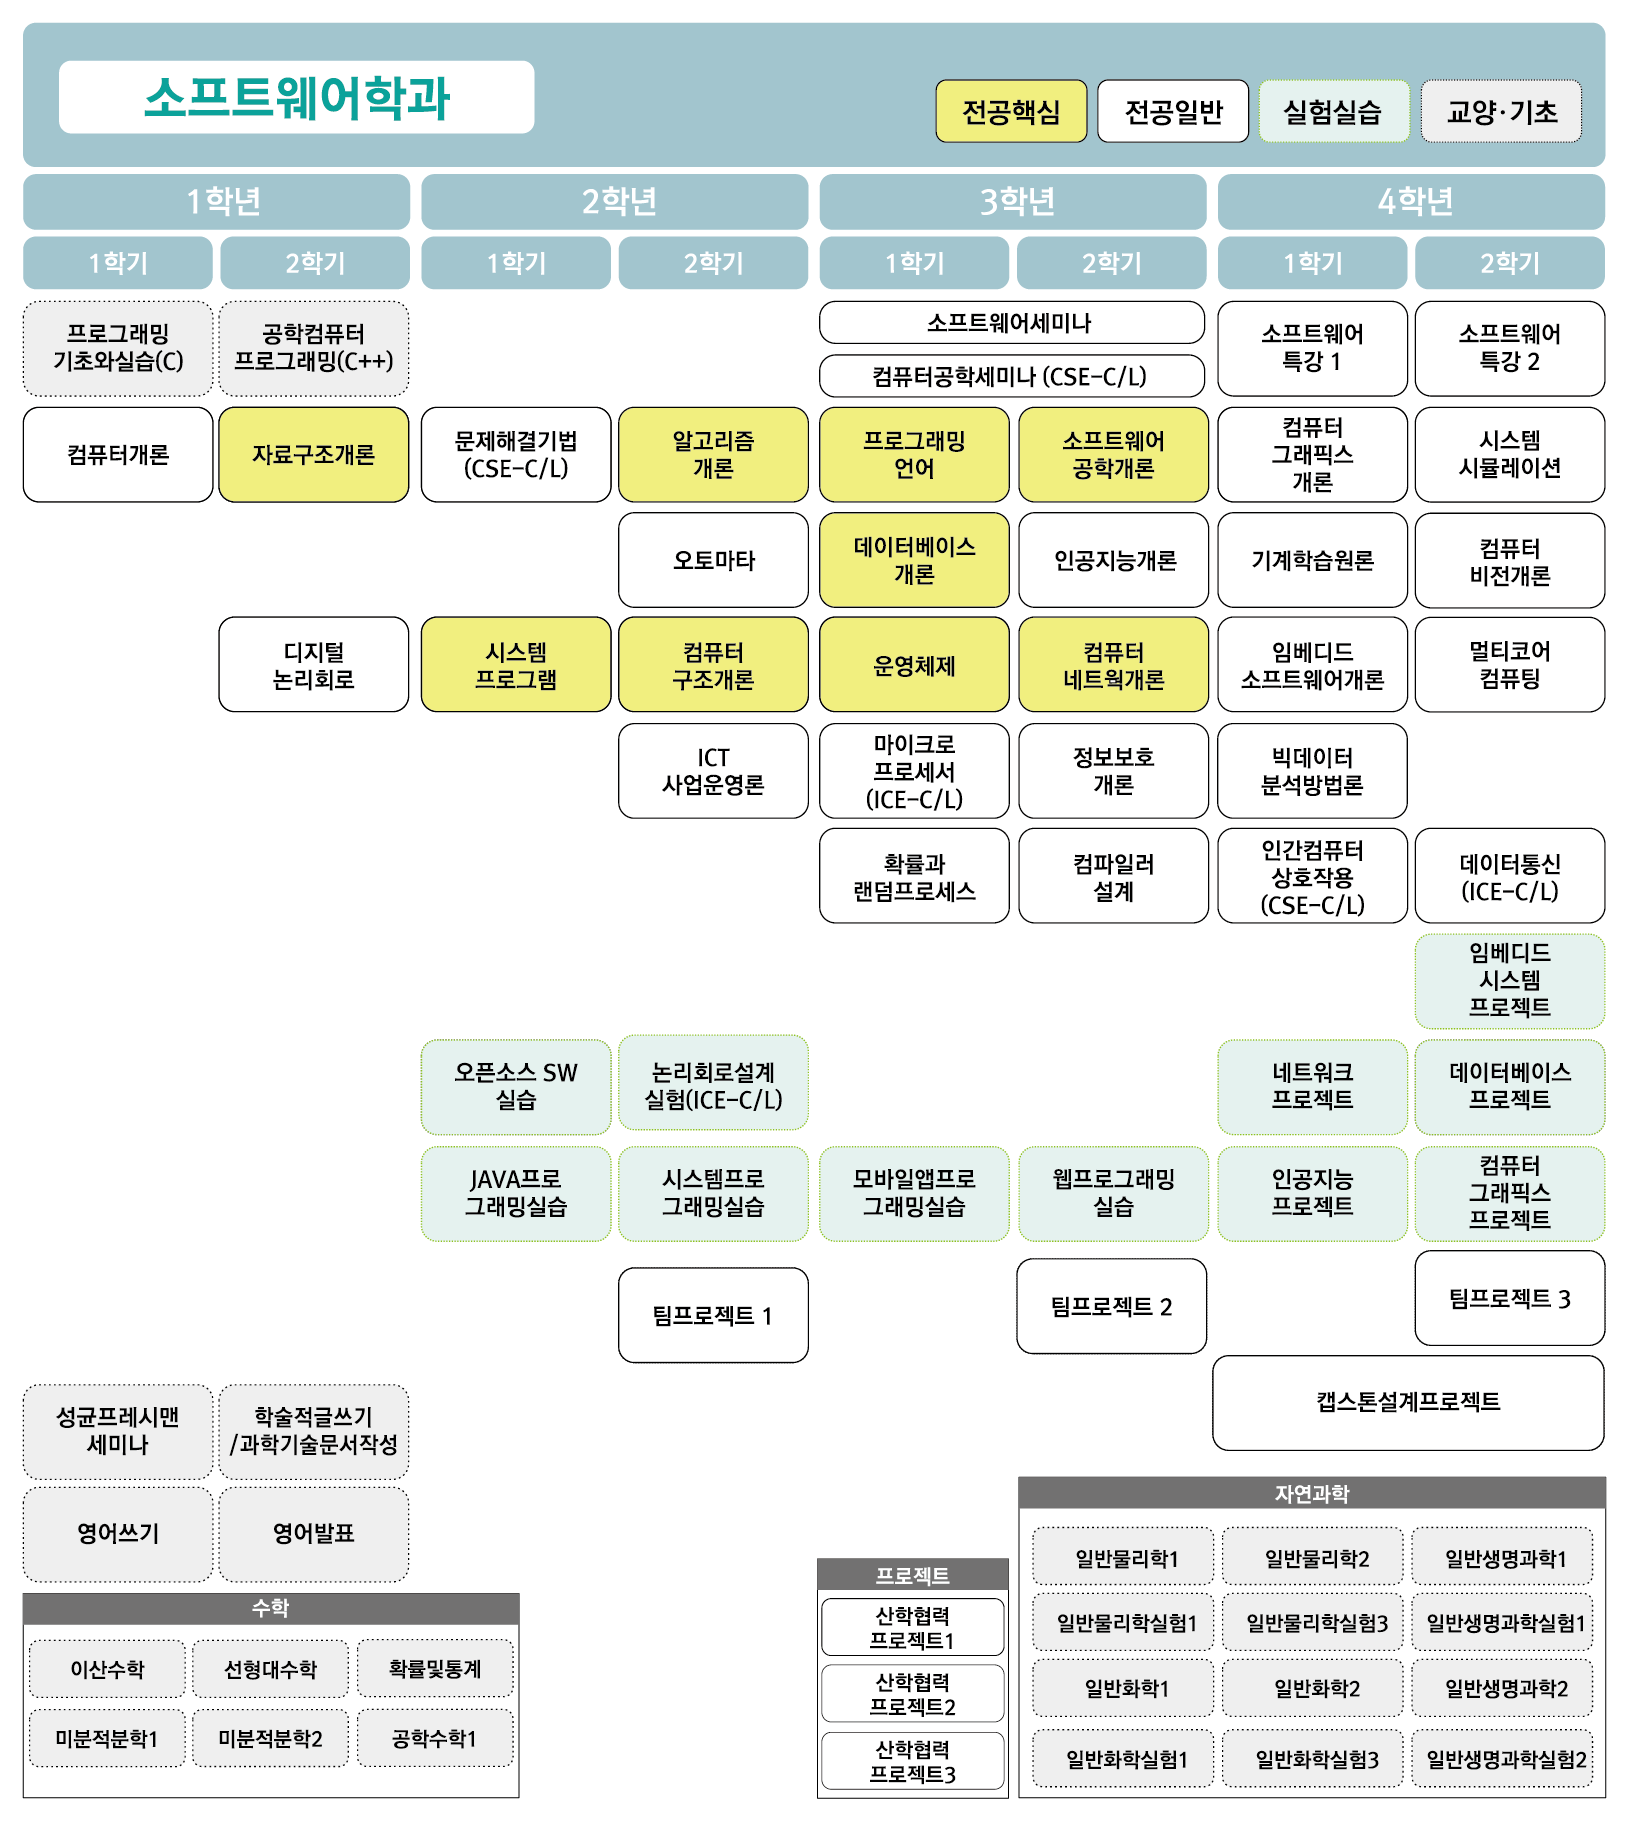 소프트웨어학과
전공핵심
전공일반
실험실습
교양·기초
1학년
2학년
3학년
4학년
1학기
2학기
1학기
2학기
1학기
2학기
1학기
2학기
프로그래밍
기초와실습(C)
공학컴퓨터
프로그래밍(C++)
소프트웨어세미나
컴퓨터공학세미나 (CSE-C/L)
소프트웨어
특강 1
소프트웨어
특강 2
컴퓨터개론
자료구조개론
문제해결기법
(CSE-C/L)
알고리즘
개론
프로그래밍
언어
소프트웨어
공학개론
컴퓨터
그래픽스
개론
시스템
시뮬레이션
오토마타
데이터베이스
개론
인공지능개론
기계학습원론
컴퓨터
비전개론
디지털
논리회로
시스템
프로그램
컴퓨터
구조개론
운영체제
컴퓨터
네트웍개론
임베디드
소프트웨어개론
멀티코어
컴퓨팅
ICT
사업운영론
마이크로
프로세서
(ICE-C/L)
정보보호
개론
빅데이터
분석방법론
확률과
랜덤프로세스
컴파일러
설계
인간컴퓨터
상호작용
(CSE-C/L)
데이터통신
(ICE-C/L)
임베디드
시스템
프로젝트
오픈소스 SW
실습
논리회로설계
실험(ICE-C/L)
네트워크
프로젝트
데이터베이스
프로젝트
JAVA프로
그래밍실습
시스템프로
그래밍실습
모바일앱프로
그래밍실습
웹프로그래밍
실습
인공지능
프로젝트
컴퓨터
그래픽스
프로젝트
팀프로젝트 1
팀프로젝트 2
팀프로젝트 3
캡스톤설계프로젝트
성균프레시맨
세미나
학술적글쓰기
/과학기술문서작성
영어쓰기
영어발표
수학
이산수학
선형대수학
확률및통계
미분적분학1
미분적분학2
공학수학1
프로젝트
산학협력
프로젝트1
산학협력
프로젝트2
산학협력
프로젝트3
자연과학
일반물리학1
일반물리학2
일반생명과학1
일반물리학실험1
일반물리학실험3
일반생명과학실험1
일반화학1
일반화학2
일반생명과학2
일반화학실험1
일반화학실험3
일반생명과학실험2